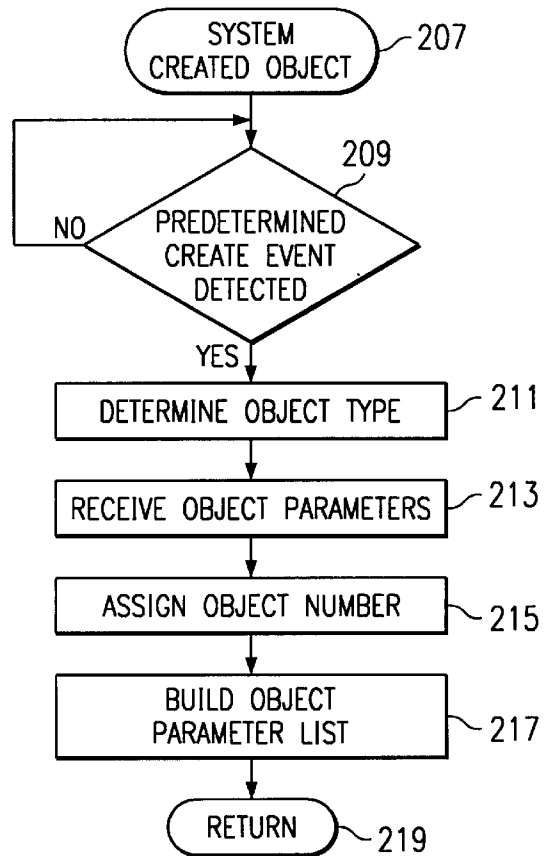 SYSTEM
CREATED OBJECT
207
209
PREDETERMINED
CREATE EVENT
DETECTED
NO
YES
DETERMINE OBJECT TYPE
211
RECEIVE OBJECT PARAMETERS
213
ASSIGN OBJECT NUMBER
215
BUILD OBJECT
PARAMETER LIST
217
RETURN
219